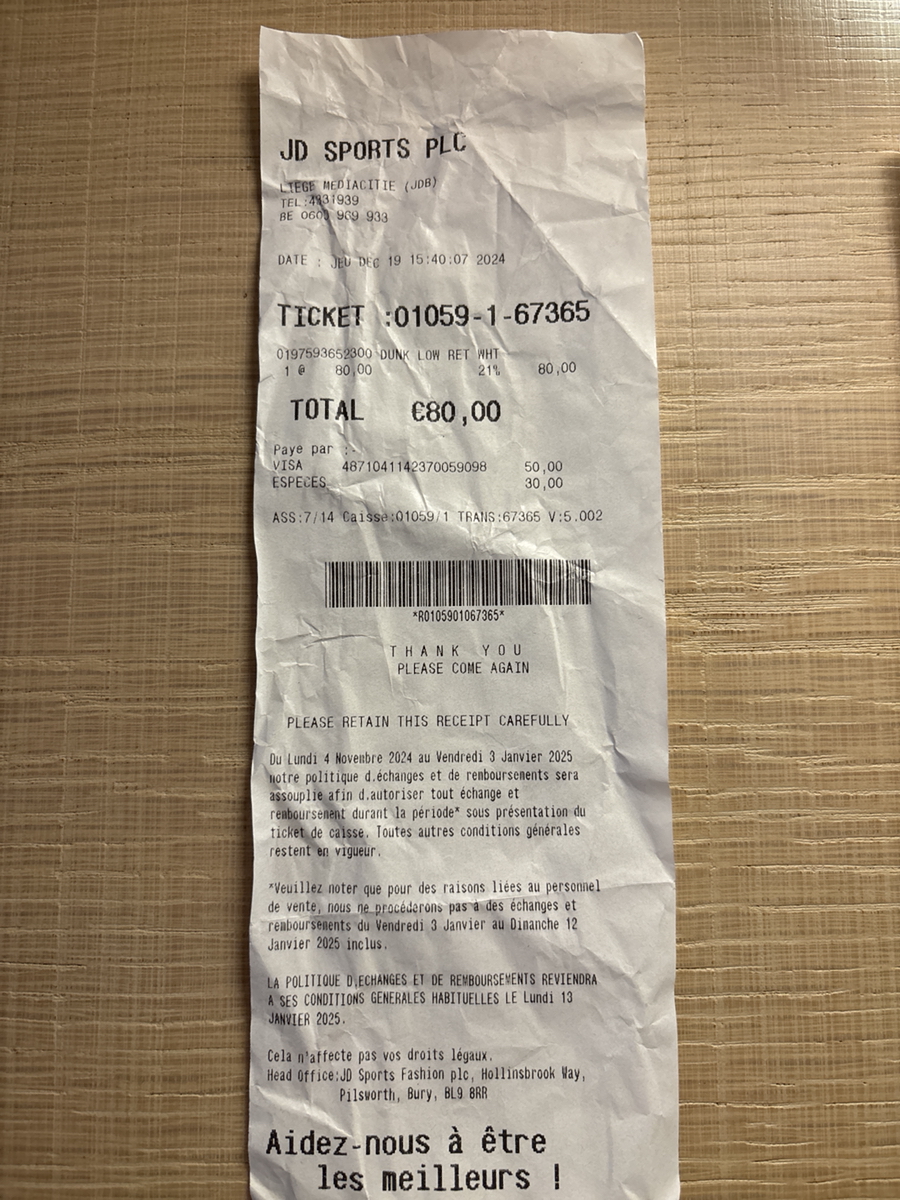 JD SPORTS PLC
LIEGE MEDIACITIE (JDB)
TEL:4331939
BE 0600 969 933
DATE : JEU DEC 19 15:40:07 2024
TICKET :01059-1-67365
0197593652300 DUNK LOW RET WHT
1 @ 80,00 21% 80,00
TOTAL €80,00
Paye par :-
VISA 4871041142370059098 50,00
ESPECES 30,00
ASS:7/14 Caisse:01059/1 TRANS:67365 V:5.002
*R0105901067365*
THANK YOU
PLEASE COME AGAIN
PLEASE RETAIN THIS RECEIPT CAREFULLY
Du Lundi 4 Novembre 2024 au Vendredi 3 Janvier 2025
notre politique d.échanges et de remboursements sera
assouplie afin d.autoriser tout échange et
remboursement durant la période* sous présentation du
ticket de caisse. Toutes autres conditions générales
restent en vigueur.
*Veuillez noter que pour des raisons liées au personnel
de vente, nous ne procéderons pas à des échanges et
remboursements du Vendredi 3 Janvier au Dimanche 12
Janvier 2025 inclus.
LA POLITIQUE D,ECHANGES ET DE REMBOURSEMENTS REVIENDRA
A SES CONDITIONS GENERALES HABITUELLES LE Lundi 13
JANVIER 2025.
Cela n'affecte pas vos droits légaux.
Head Office:JD Sports Fashion plc, Hollinsbrook Way,
Pilsworth, Bury, BL9 8RR
Aidez-nous à être
les meilleurs !